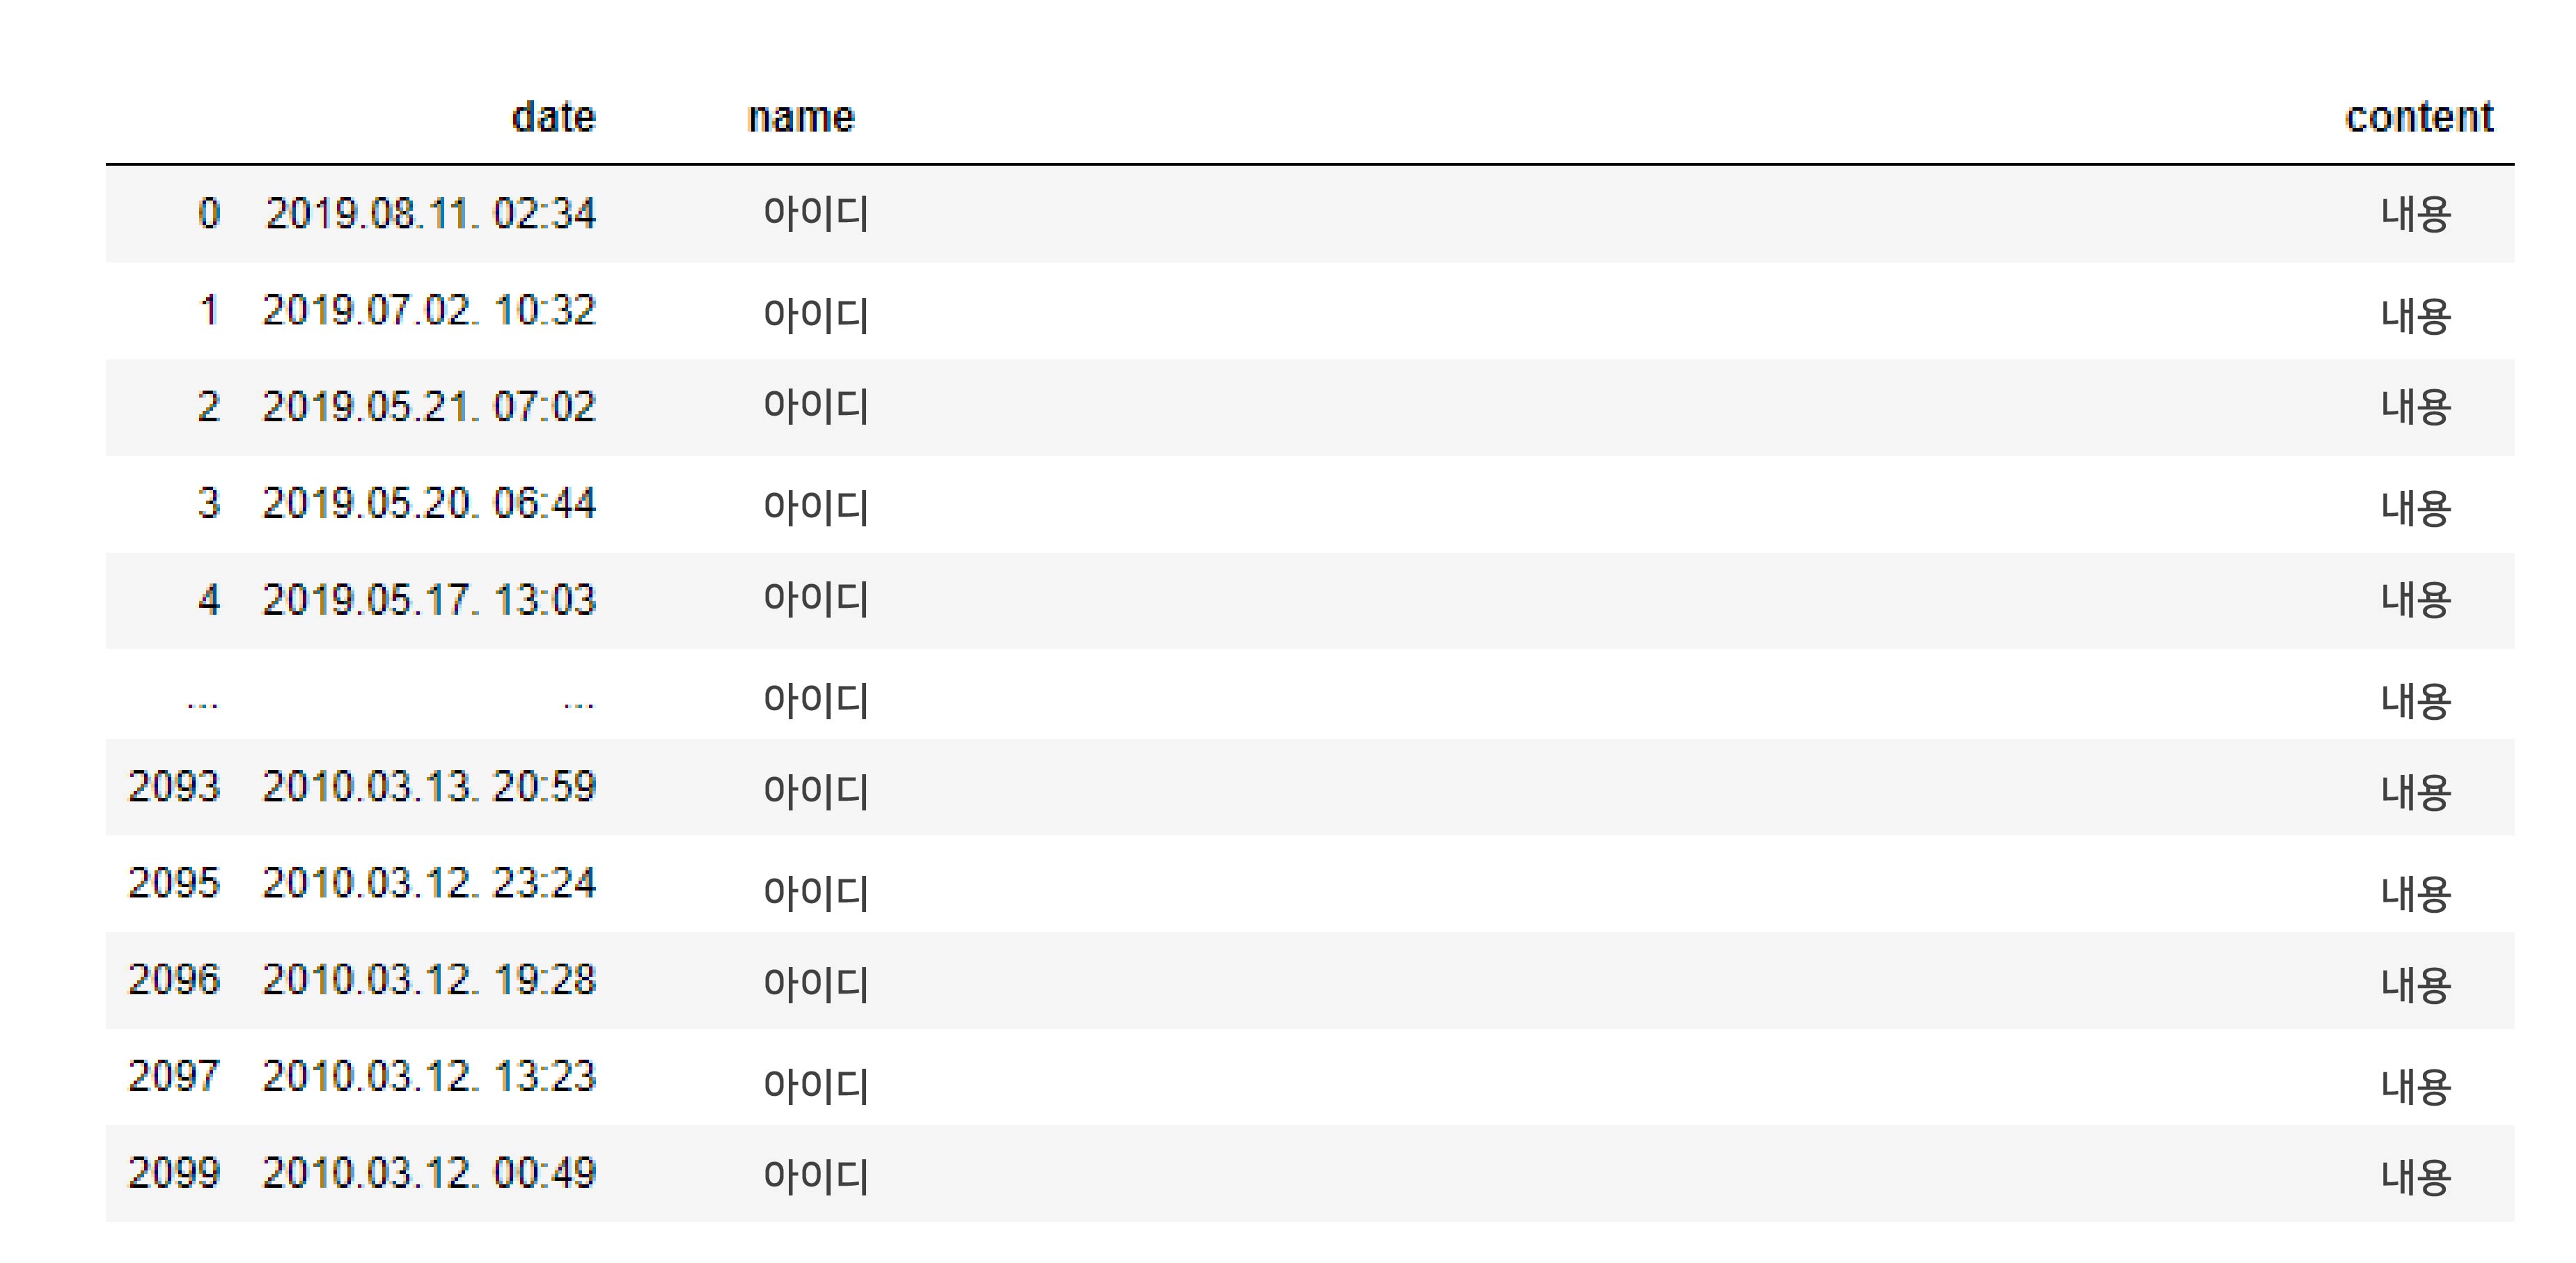 date name content
0 2019.08.11. 02:34 아이디 내용
1 2019.07.02. 10:32 아이디 내용
2 2019.05.21. 07:02 아이디 내용
3 2019.05.20. 06:44 아이디 내용
4 2019.05.17. 13:03 아이디 내용
... ... 아이디 내용
2093 2010.03.13. 20:59 아이디 내용
2095 2010.03.12. 23:24 아이디 내용
2096 2010.03.12. 19:28 아이디 내용
2097 2010.03.12. 13:23 아이디 내용
2099 2010.03.12. 00:49 아이디 내용